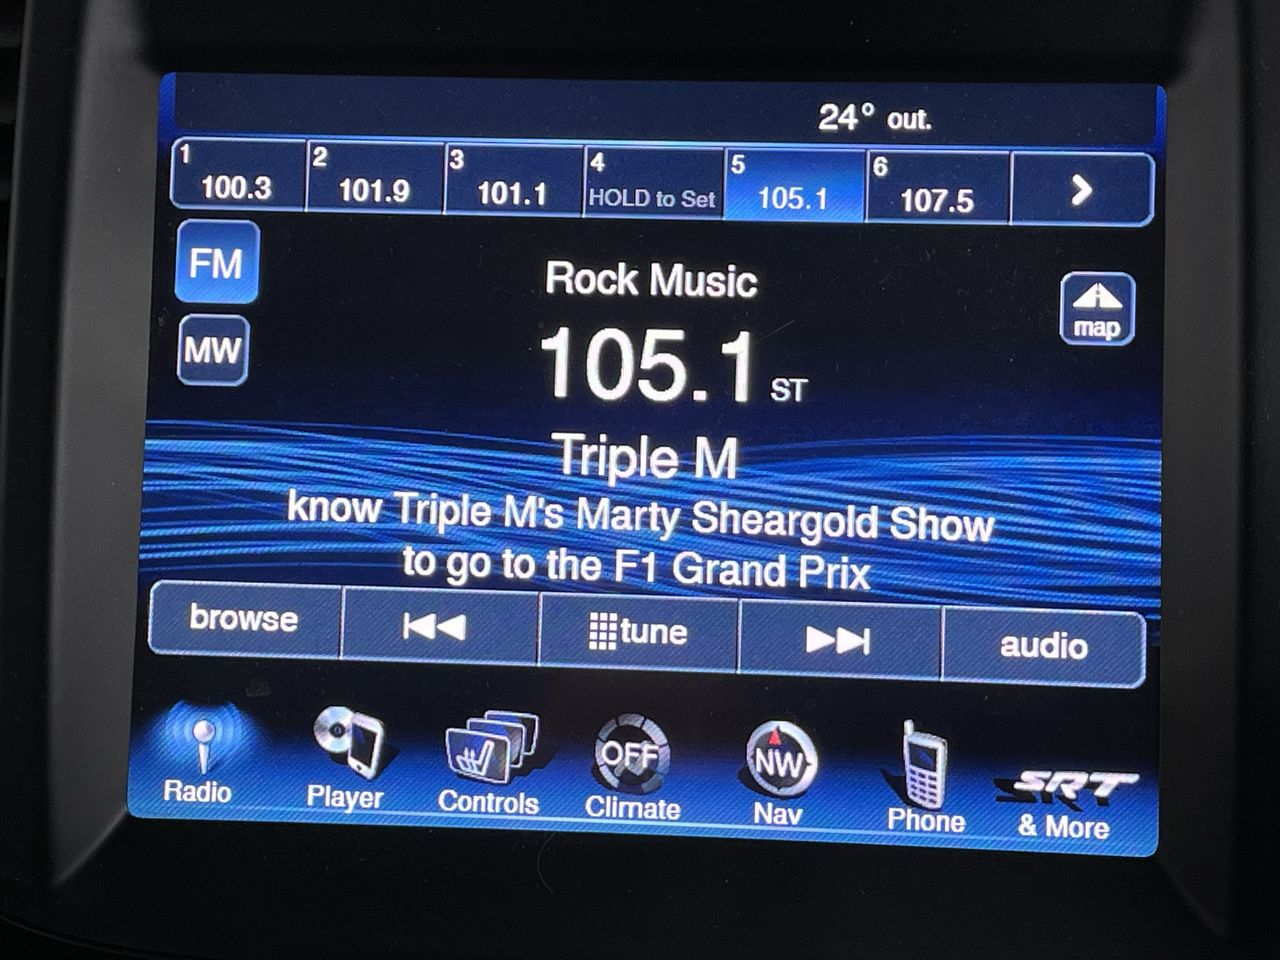 24° out.
1 100.3 2 101.9 3 101.1 4 HOLD to Set 5 105.1 6 107.5
FM
MW
Rock Music
105.1 ST
map
Triple M
know Triple M's Marty Sheargold Show
to go to the F1 Grand Prix
browse tune audio
OFF NW SRT
Radio Player Controls Climate Nav Phone & More